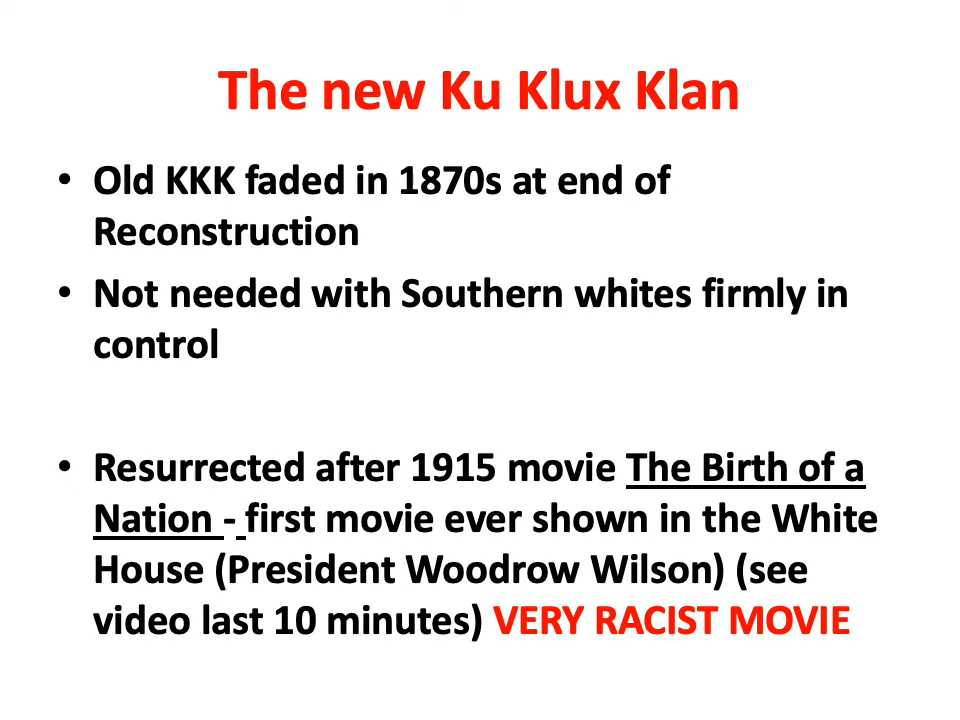 The new Ku Klux Klan
• Old KKK faded in 1870s at end of
Reconstruction
• Not needed with Southern whites firmly in
control
• Resurrected after 1915 movie The Birth of a
Nation - first movie ever shown in the White
House (President Woodrow Wilson) (see
video last 10 minutes) VERY RACIST MOVIE